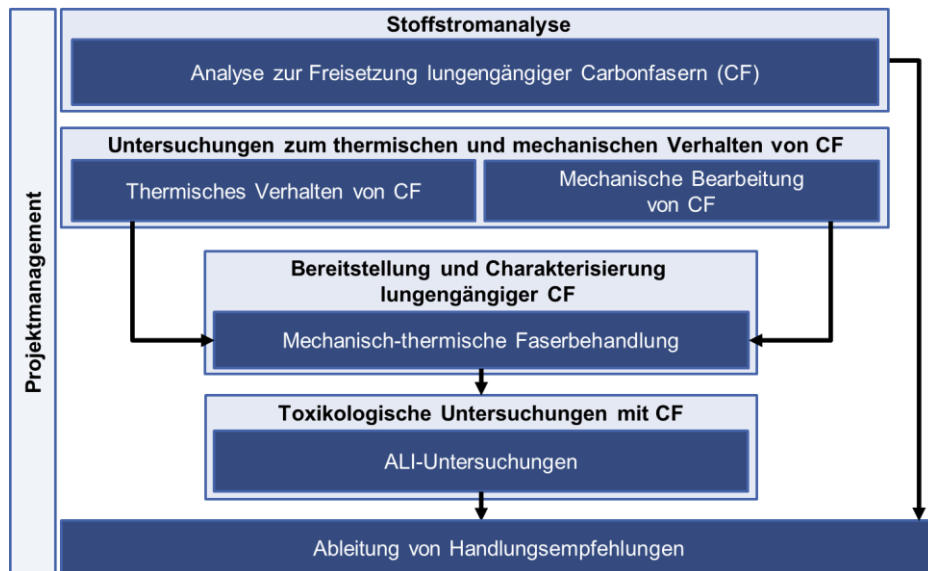 Projektmanagement
Stoffstromanalyse
Analyse zur Freisetzung lungengängiger Carbonfasern (CF)
Untersuchungen zum thermischen und mechanischen Verhalten von CF
Thermisches Verhalten von CF
Mechanische Bearbeitung
von CF
Bereitstellung und Charakterisierung
lungengängiger CF
Mechanisch-thermische Faserbehandlung
Toxikologische Untersuchungen mit CF
ALI-Untersuchungen
Ableitung von Handlungsempfehlungen